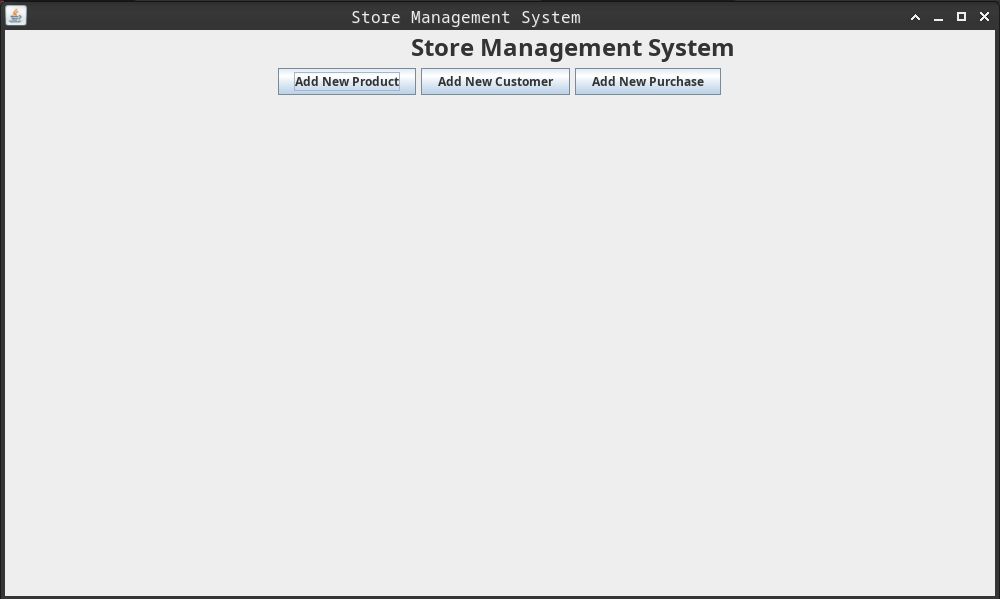 Store Management System
Store Management System
Add New Product Add New Customer Add New Purchase